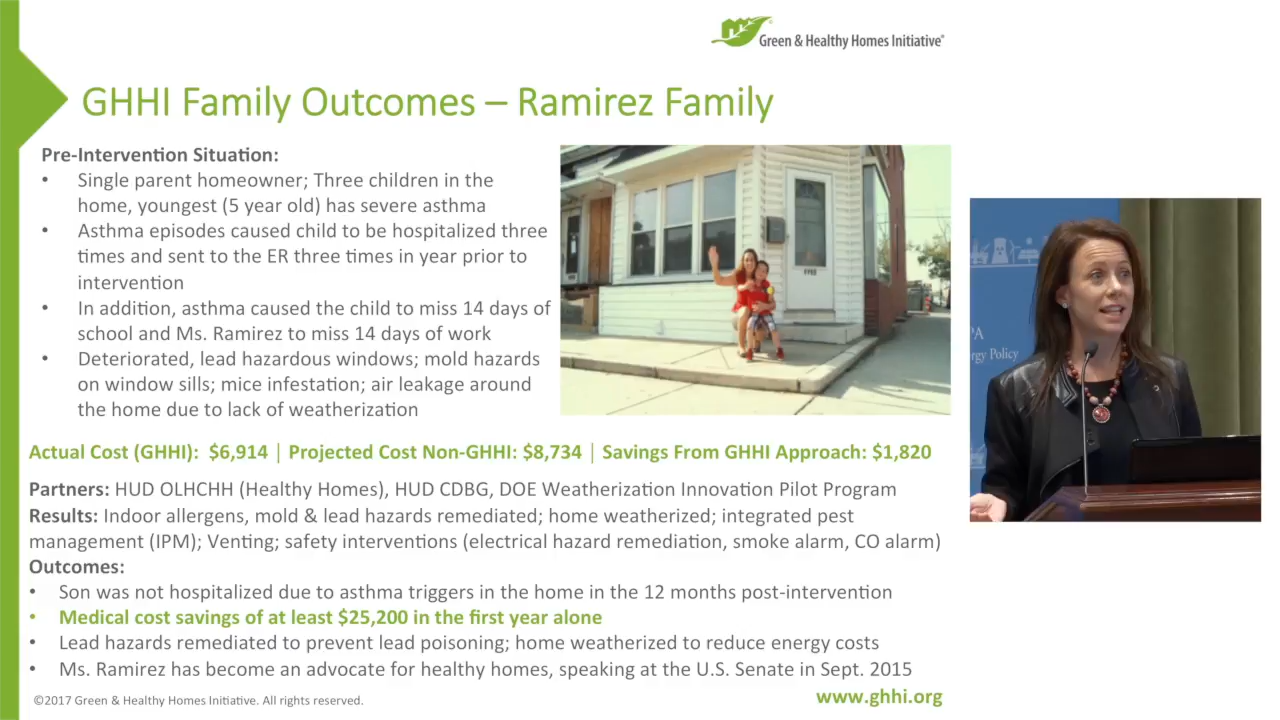 Green & Healthy Homes Initiative®
GHHI Family Outcomes – Ramirez Family
Pre-Intervention Situation:
• Single parent homeowner; Three children in the
home, youngest (5 year old) has severe asthma
• Asthma episodes caused child to be hospitalized three
times and sent to the ER three times in year prior to
intervention
• In addition, asthma caused the child to miss 14 days of
school and Ms. Ramirez to miss 14 days of work
• Deteriorated, lead hazardous windows; mold hazards
on window sills; mice infestation; air leakage around
the home due to lack of weatherization
Actual Cost (GHHI): $6,914 | Projected Cost Non-GHHI: $8,734 | Savings From GHHI Approach: $1,820
Partners: HUD OLHCHH (Healthy Homes), HUD CDBG, DOE Weatherization Innovation Pilot Program
Results: Indoor allergens, mold & lead hazards remediated; home weatherized; integrated pest
management (IPM); Venting; safety interventions (electrical hazard remediation, smoke alarm, CO alarm)
Outcomes:
• Son was not hospitalized due to asthma triggers in the home in the 12 months post-intervention
• Medical cost savings of at least $25,200 in the first year alone
• Lead hazards remediated to prevent lead poisoning; home weatherized to reduce energy costs
• Ms. Ramirez has become an advocate for healthy homes, speaking at the U.S. Senate in Sept. 2015
©2017 Green & Healthy Homes Initiative. All rights reserved.
www.ghhi.org
PA
rgy Policy